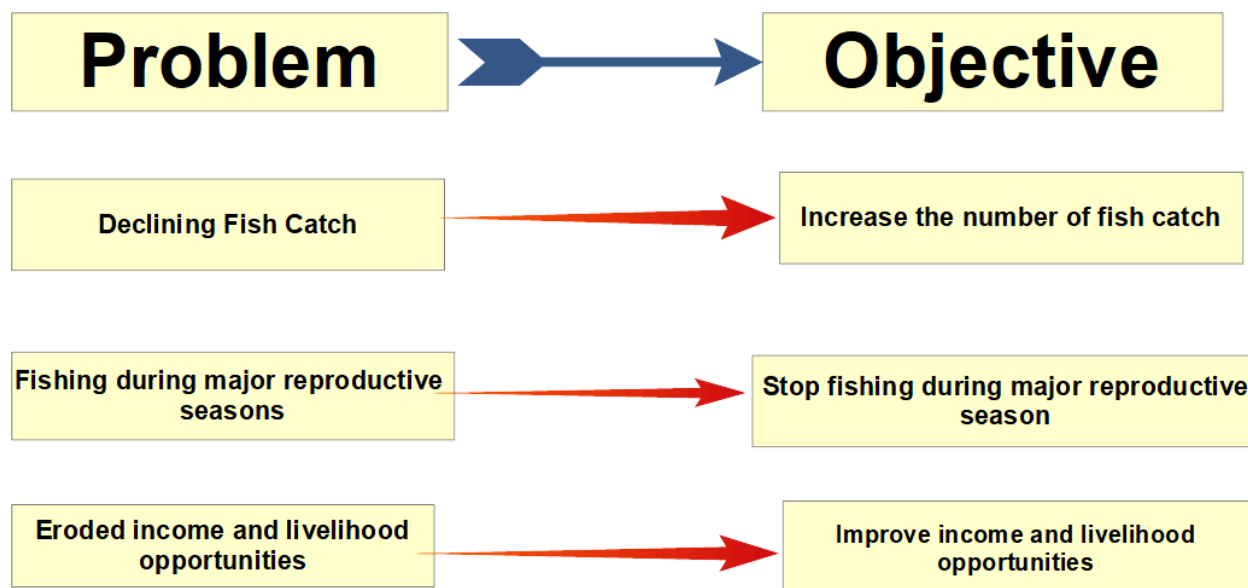 Problem
Objective
Declining Fish Catch
Increase the number of fish catch
Fishing during major reproductive
seasons
Stop fishing during major reproductive
season
Eroded income and livelihood
opportunities
Improve income and livelihood
opportunities